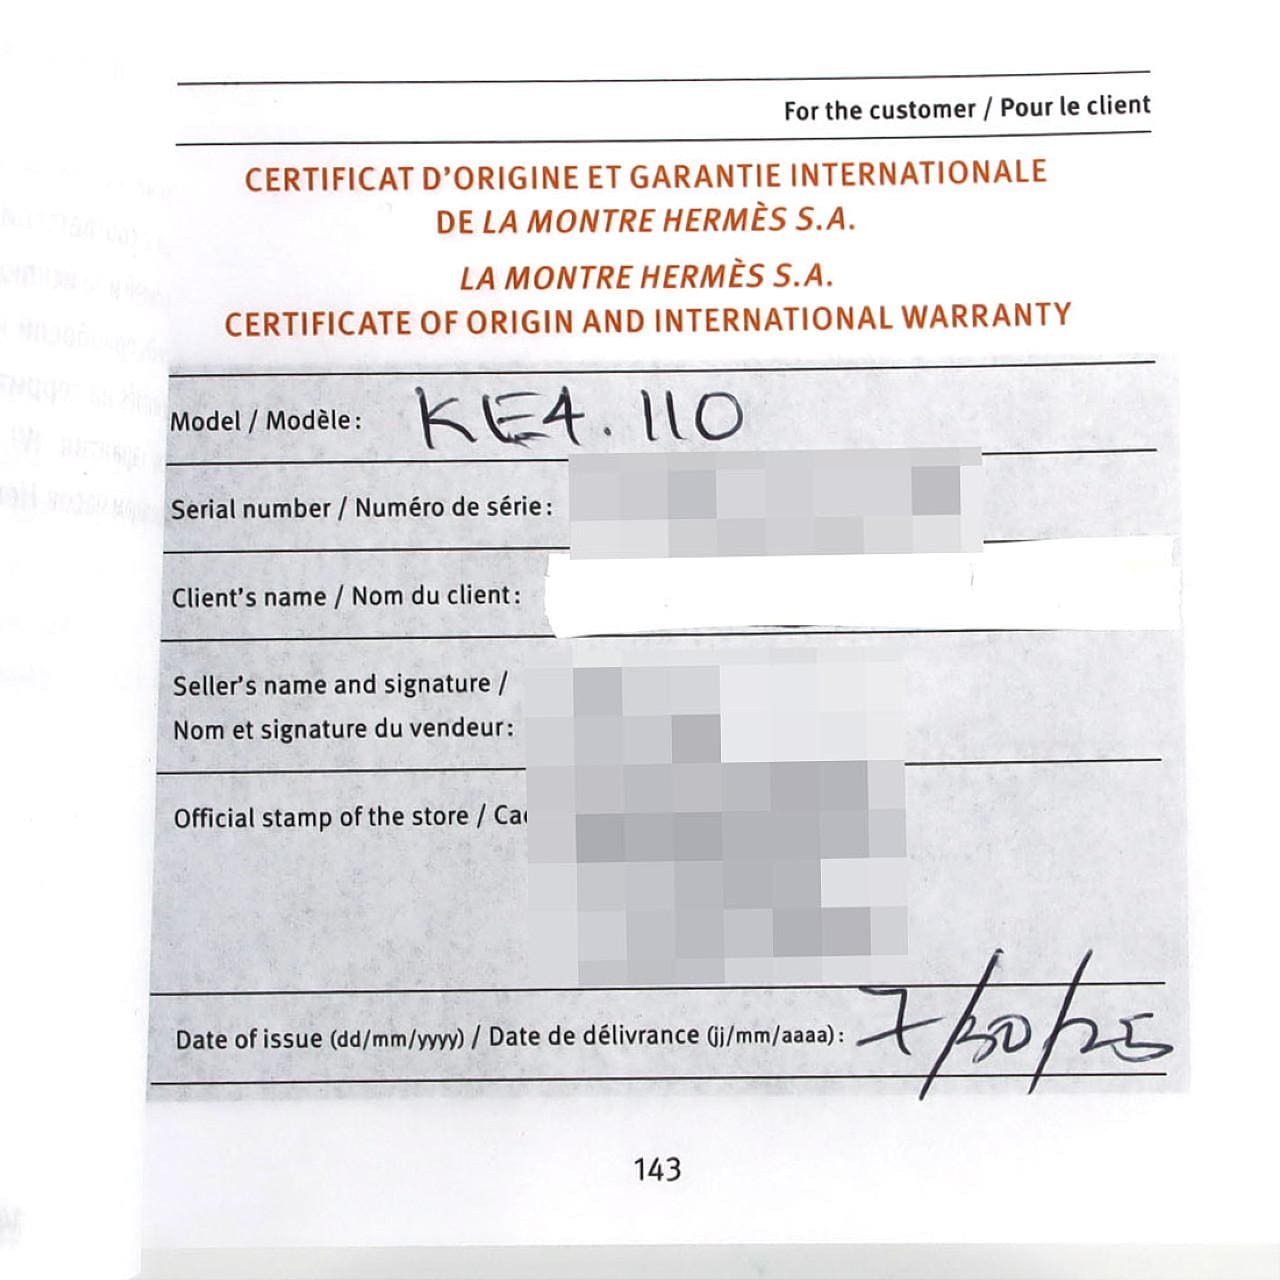 For the customer / Pour le client
CERTIFICAT D'ORIGINE ET GARANTIE INTERNATIONALE
DE LA MONTRE HERMÈS S.A.
LA MONTRE HERMÈS S.A.
CERTIFICATE OF ORIGIN AND INTERNATIONAL WARRANTY
Model / Modèle: KE4.110
Serial number / Numéro de série:
Client's name / Nom du client:
Seller's name and signature /
Nom et signature du vendeur:
Official stamp of the store /
Date of issue (dd/mm/yyyy) / Date de délivrance (jj/mm/aaaa): 7/30/25
143